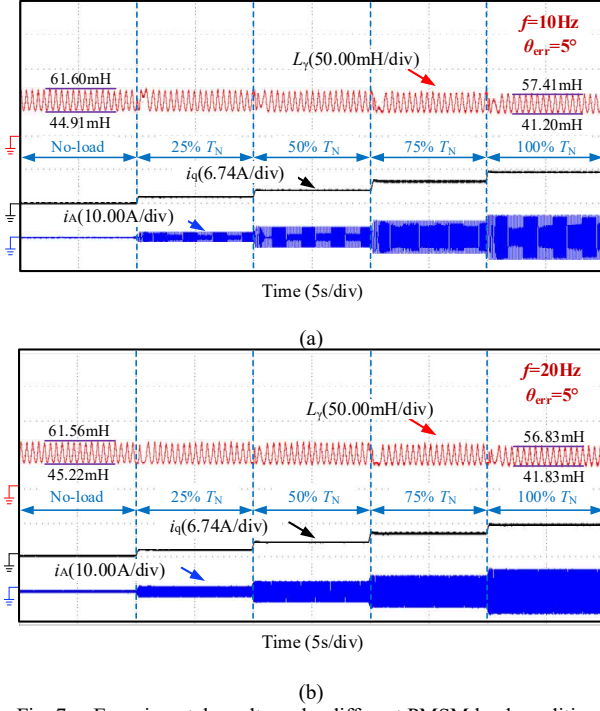 f=10Hz
θerr=5°
Lγ(50.00mH/div)
61.60mH
57.41mH
44.91mH
41.20mH
No-load
25% TN
50% TN
75% TN
100% TN
iq(6.74A/div)
iA(10.00A/div)
Time (5s/div)
(a)
f=20Hz
θerr=5°
Lγ(50.00mH/div)
61.56mH
56.83mH
45.22mH
41.83mH
No-load
25% TN
50% TN
75% TN
100% TN
iq(6.74A/div)
iA(10.00A/div)
Time (5s/div)
(b)